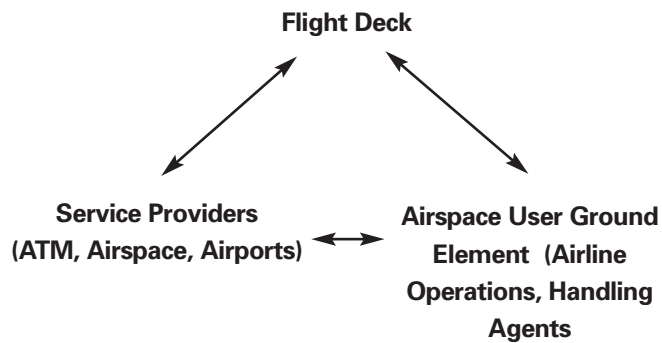 Flight Deck
Service Providers
(ATM, Airspace, Airports)
Airspace User Ground
Element (Airline
Operations, Handling
Agents